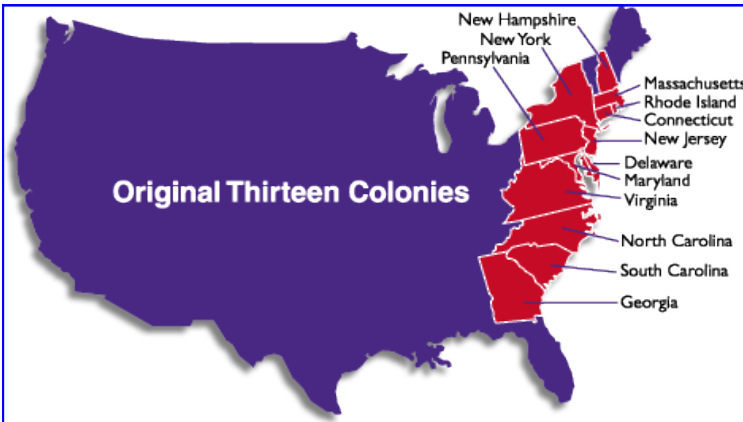 New Hampshire
New York
Pennsylvania
Massachusetts
Rhode Island
Connecticut
New Jersey
Delaware
Maryland
Virginia
Original Thirteen Colonies
North Carolina
South Carolina
Georgia